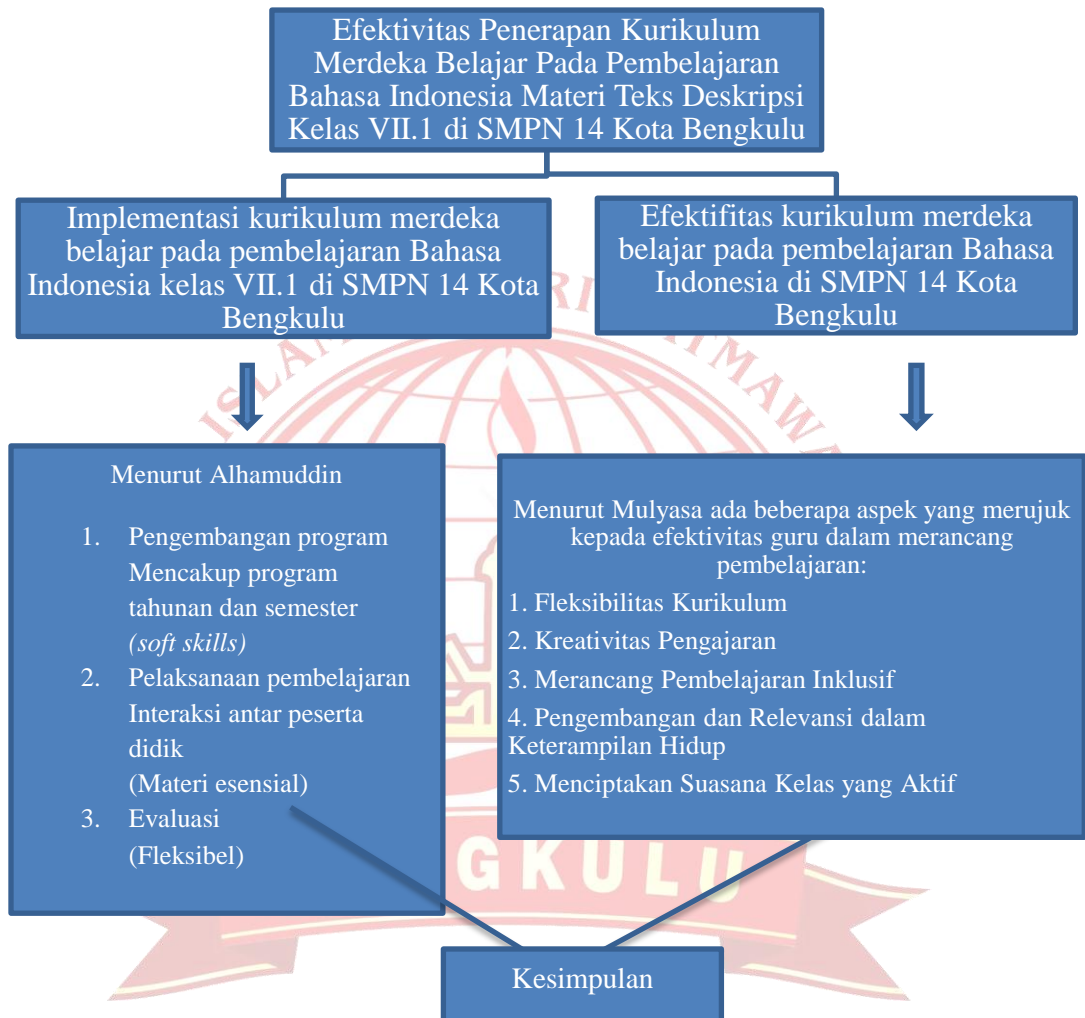 Efektivitas Penerapan Kurikulum
Merdeka Belajar Pada Pembelajaran
Bahasa Indonesia Materi Teks Deskripsi
Kelas VII.1 di SMPN 14 Kota Bengkulu
Implementasi kurikulum merdeka
belajar pada pembelajaran Bahasa
Indonesia kelas VII.1 di SMPN 14 Kota
Bengkulu
Efektifitas kurikulum merdeka
belajar pada pembelajaran Bahasa
Indonesia di SMPN 14 Kota
Bengkulu
Menurut Alhamuddin
1. Pengembangan program
Mencakup program
tahunan dan semester
(soft skills)
2. Pelaksanaan pembelajaran
Interaksi antar peserta
didik
(Materi esensial)
3. Evaluasi
(Fleksibel)
Menurut Mulyasa ada beberapa aspek yang merujuk
kepada efektivitas guru dalam merancang
pembelajaran:
1. Fleksibilitas Kurikulum
2. Kreativitas Pengajaran
3. Merancang Pembelajaran Inklusif
4. Pengembangan dan Relevansi dalam
Keterampilan Hidup
5. Menciptakan Suasana Kelas yang Aktif
GKULU
Kesimpulan